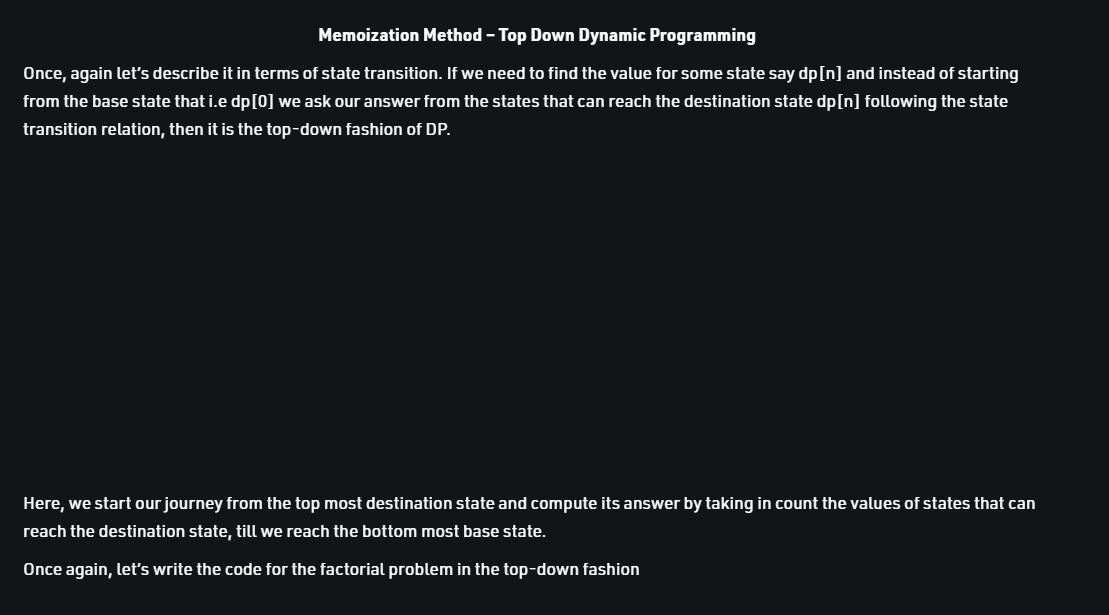 Memoization Method – Top Down Dynamic Programming
Once, again let's describe it in terms of state transition. If we need to find the value for some state say dp[n] and instead of starting
from the base state that i.e dp[0] we ask our answer from the states that can reach the destination state dp[n] following the state
transition relation, then it is the top-down fashion of DP.
Here, we start our journey from the top most destination state and compute its answer by taking in count the values of states that can
reach the destination state, till we reach the bottom most base state.
Once again, let's write the code for the factorial problem in the top-down fashion